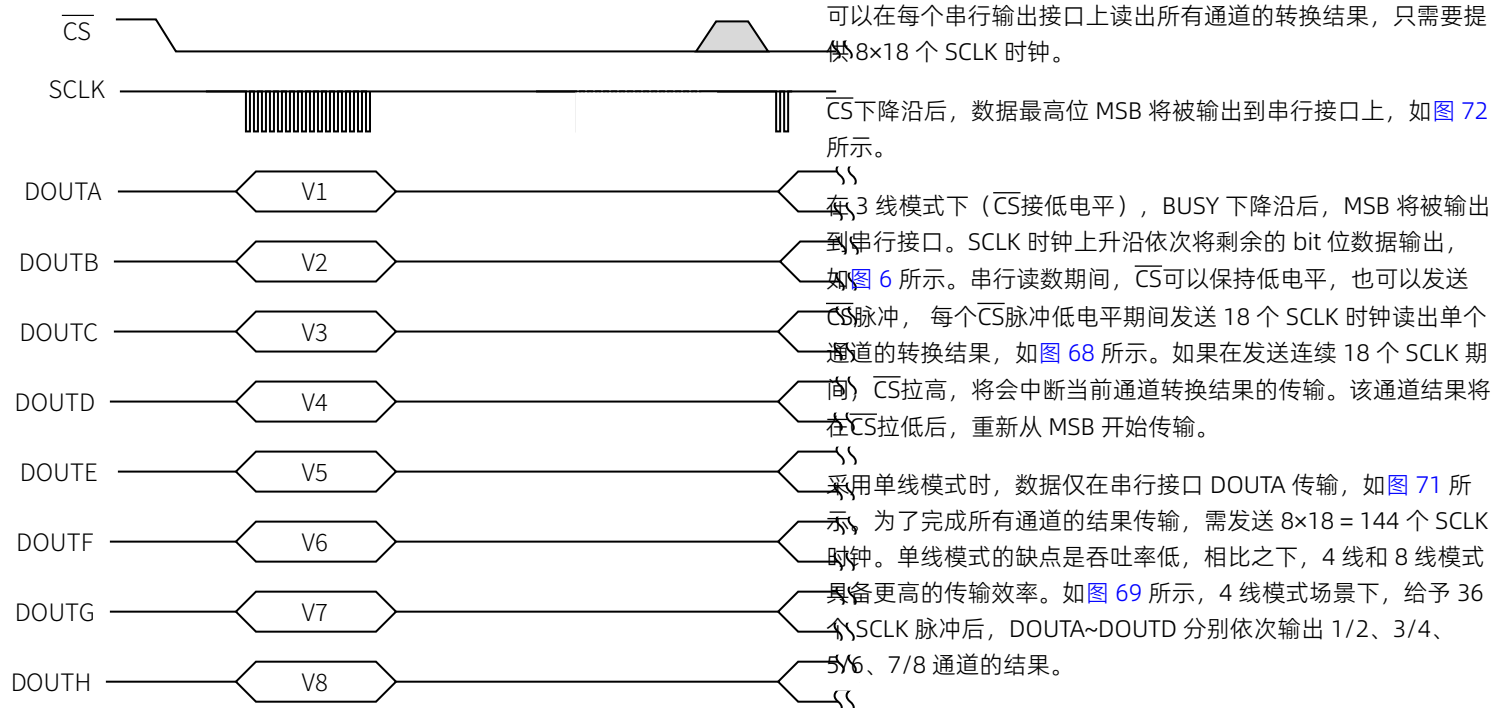 CS
SCLK
DOUTA
V1
DOUTB
V2
DOUTC
V3
DOUTD
V4
DOUTE
V5
DOUTF
V6
DOUTG
V7
DOUTH
V8
可以在每个串行输出接口上读出所有通道的转换结果，只需要提
供 8×18 个 SCLK 时钟。
CS下降沿后，数据最高位 MSB 将被输出到串行接口上，如图 72
所示。
在 3 线模式下（CS接低电平）, BUSY 下降沿后，MSB 将被输出
到串行接口。SCLK 时钟上升沿依次将剩余的 bit 位数据输出，
如图 6 所示。串行读数期间，CS可以保持低电平，也可以发送
CS脉冲， 每个CS脉冲低电平期间发送 18 个 SCLK 时钟读出单个
通道的转换结果，如图 68 所示。如果在发送连续 18 个 SCLK 期
间，CS拉高，将会中断当前通道转换结果的传输。该通道结果将
在CS拉低后，重新从 MSB 开始传输。
采用单线模式时，数据仅在串行接口 DOUTA 传输，如图 71 所
示。为了完成所有通道的结果传输，需发送 8×18 = 144 个 SCLK
时钟。单线模式的缺点是吞吐率低，相比之下，4 线和 8 线模式
具备更高的传输效率。如图 69 所示，4 线模式场景下，给予 36
个 SCLK 脉冲后，DOUTA~DOUTD 分别依次输出 1/2、3/4、
5/6、7/8 通道的结果。